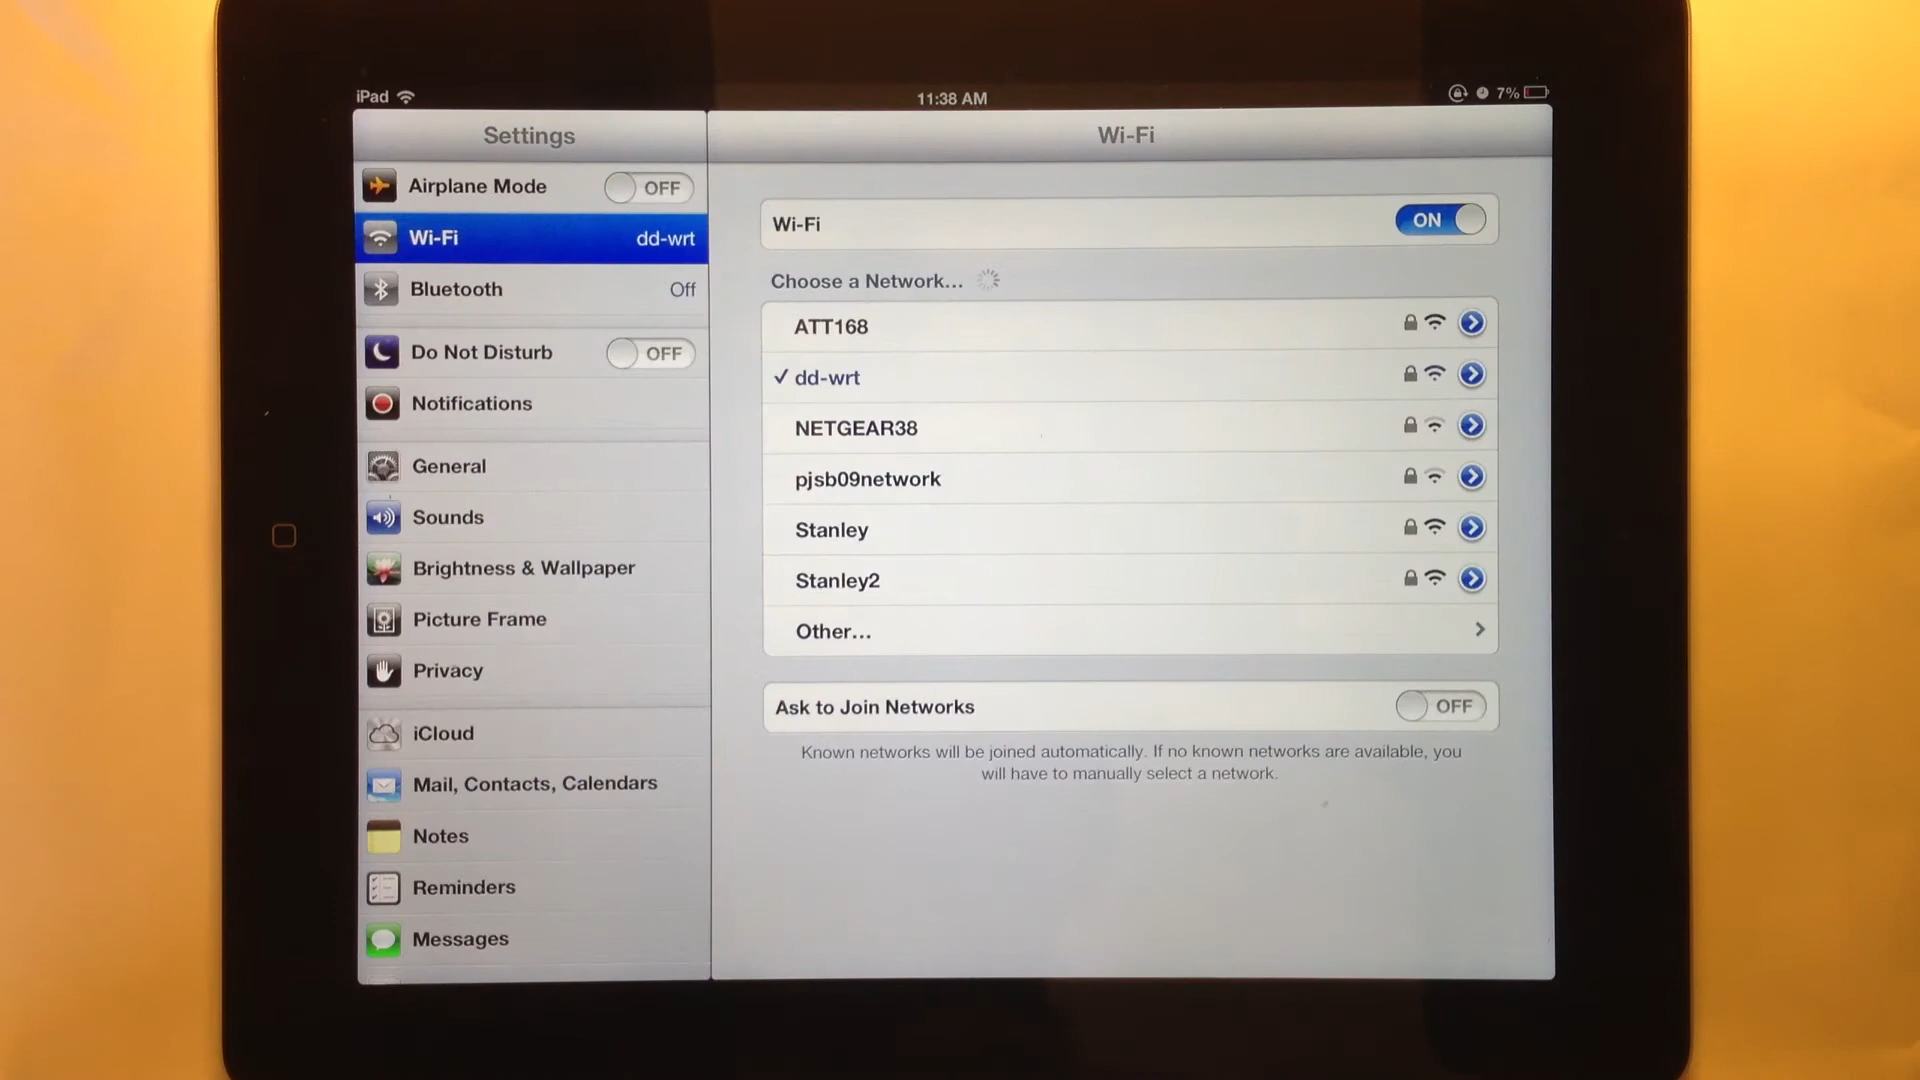 iPad
11:38 AM
7%
Settings
Airplane Mode OFF
Wi-Fi dd-wrt
Bluetooth Off
Do Not Disturb OFF
Notifications
General
Sounds
Brightness & Wallpaper
Picture Frame
Privacy
iCloud
Mail, Contacts, Calendars
Notes
Reminders
Messages
Wi-Fi
Wi-Fi ON
Choose a Network...
ATT168
✓ dd-wrt
NETGEAR38
pjsb09network
Stanley
Stanley2
Other...
Ask to Join Networks OFF
Known networks will be joined automatically. If no known networks are available, you
will have to manually select a network.